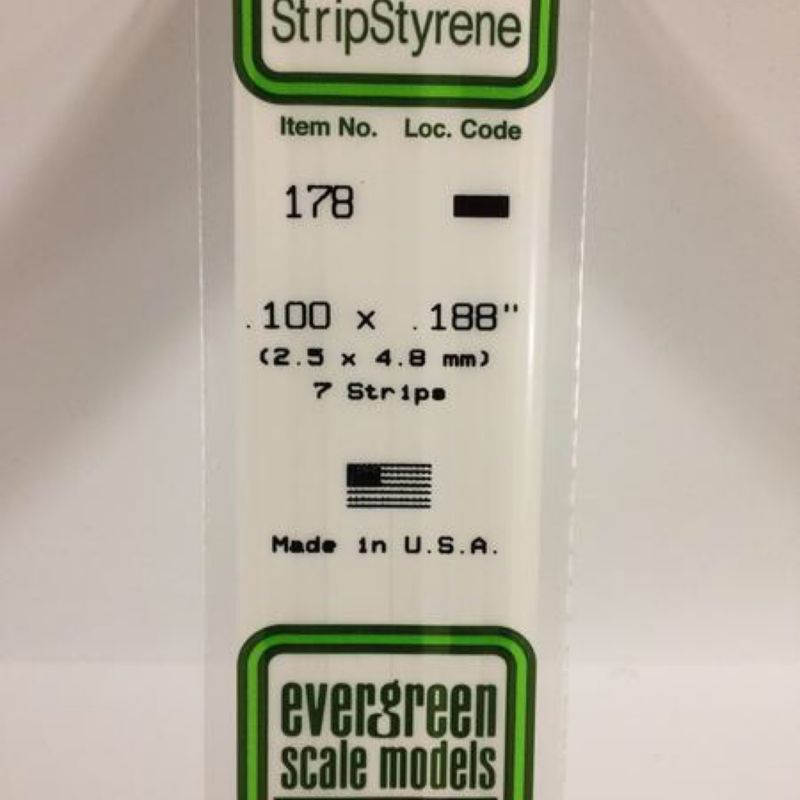 StripStyrene
Item No. Loc. Code
178
.100 x .188"
(2.5 x 4.8 mm)
7 Strips
Made in U.S.A.
evergreen
scale models